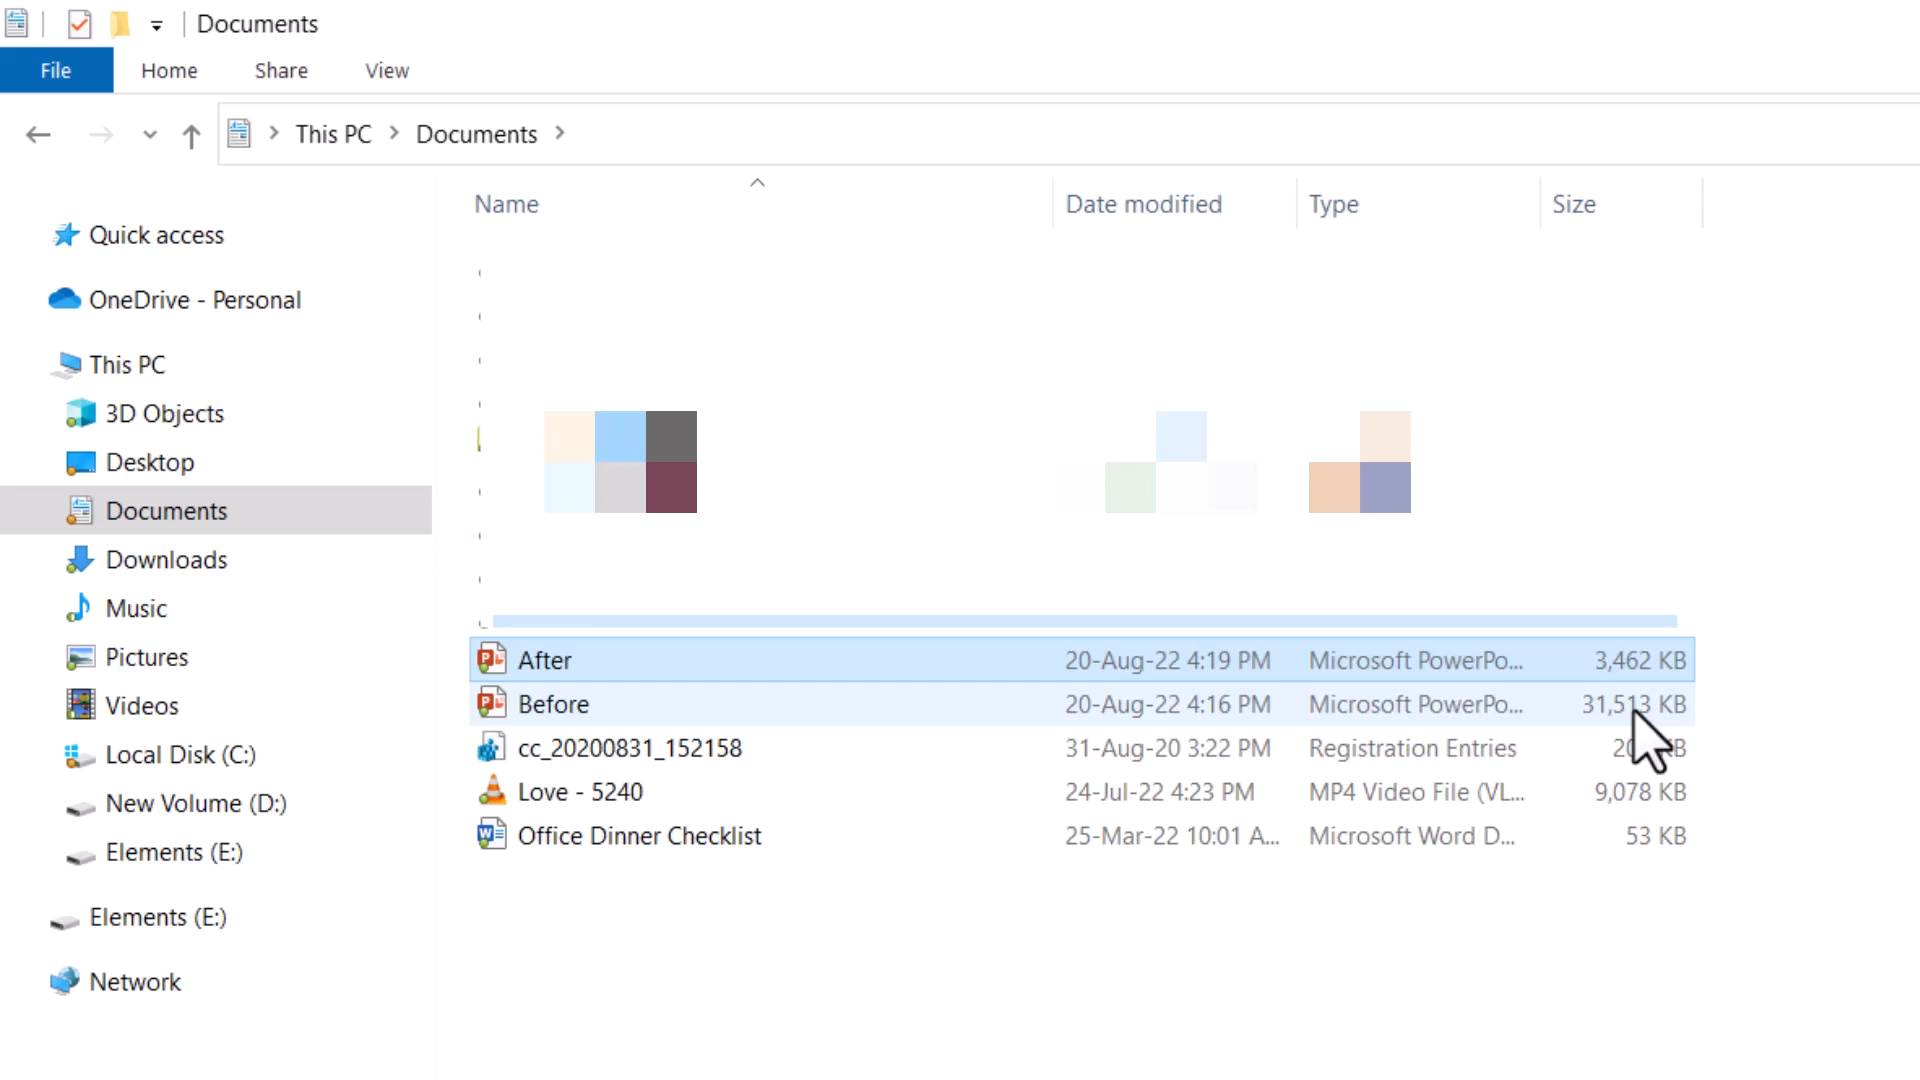 Documents
File Home Share View
This PC Documents
Name Date modified Type Size
Quick access
OneDrive - Personal
This PC
3D Objects
Desktop
Documents
Downloads
Music
Pictures
Videos
Local Disk (C:)
New Volume (D:)
Elements (E:)
Elements (E:)
Network
After 20-Aug-22 4:19 PM Microsoft PowerPo... 3,462 KB
Before 20-Aug-22 4:16 PM Microsoft PowerPo... 31,513 KB
cc_20200831_152158 31-Aug-20 3:22 PM Registration Entries
Love - 5240 24-Jul-22 4:23 PM MP4 Video File (VL... 9,078 KB
Office Dinner Checklist 25-Mar-22 10:01 A... Microsoft Word D... 53 KB